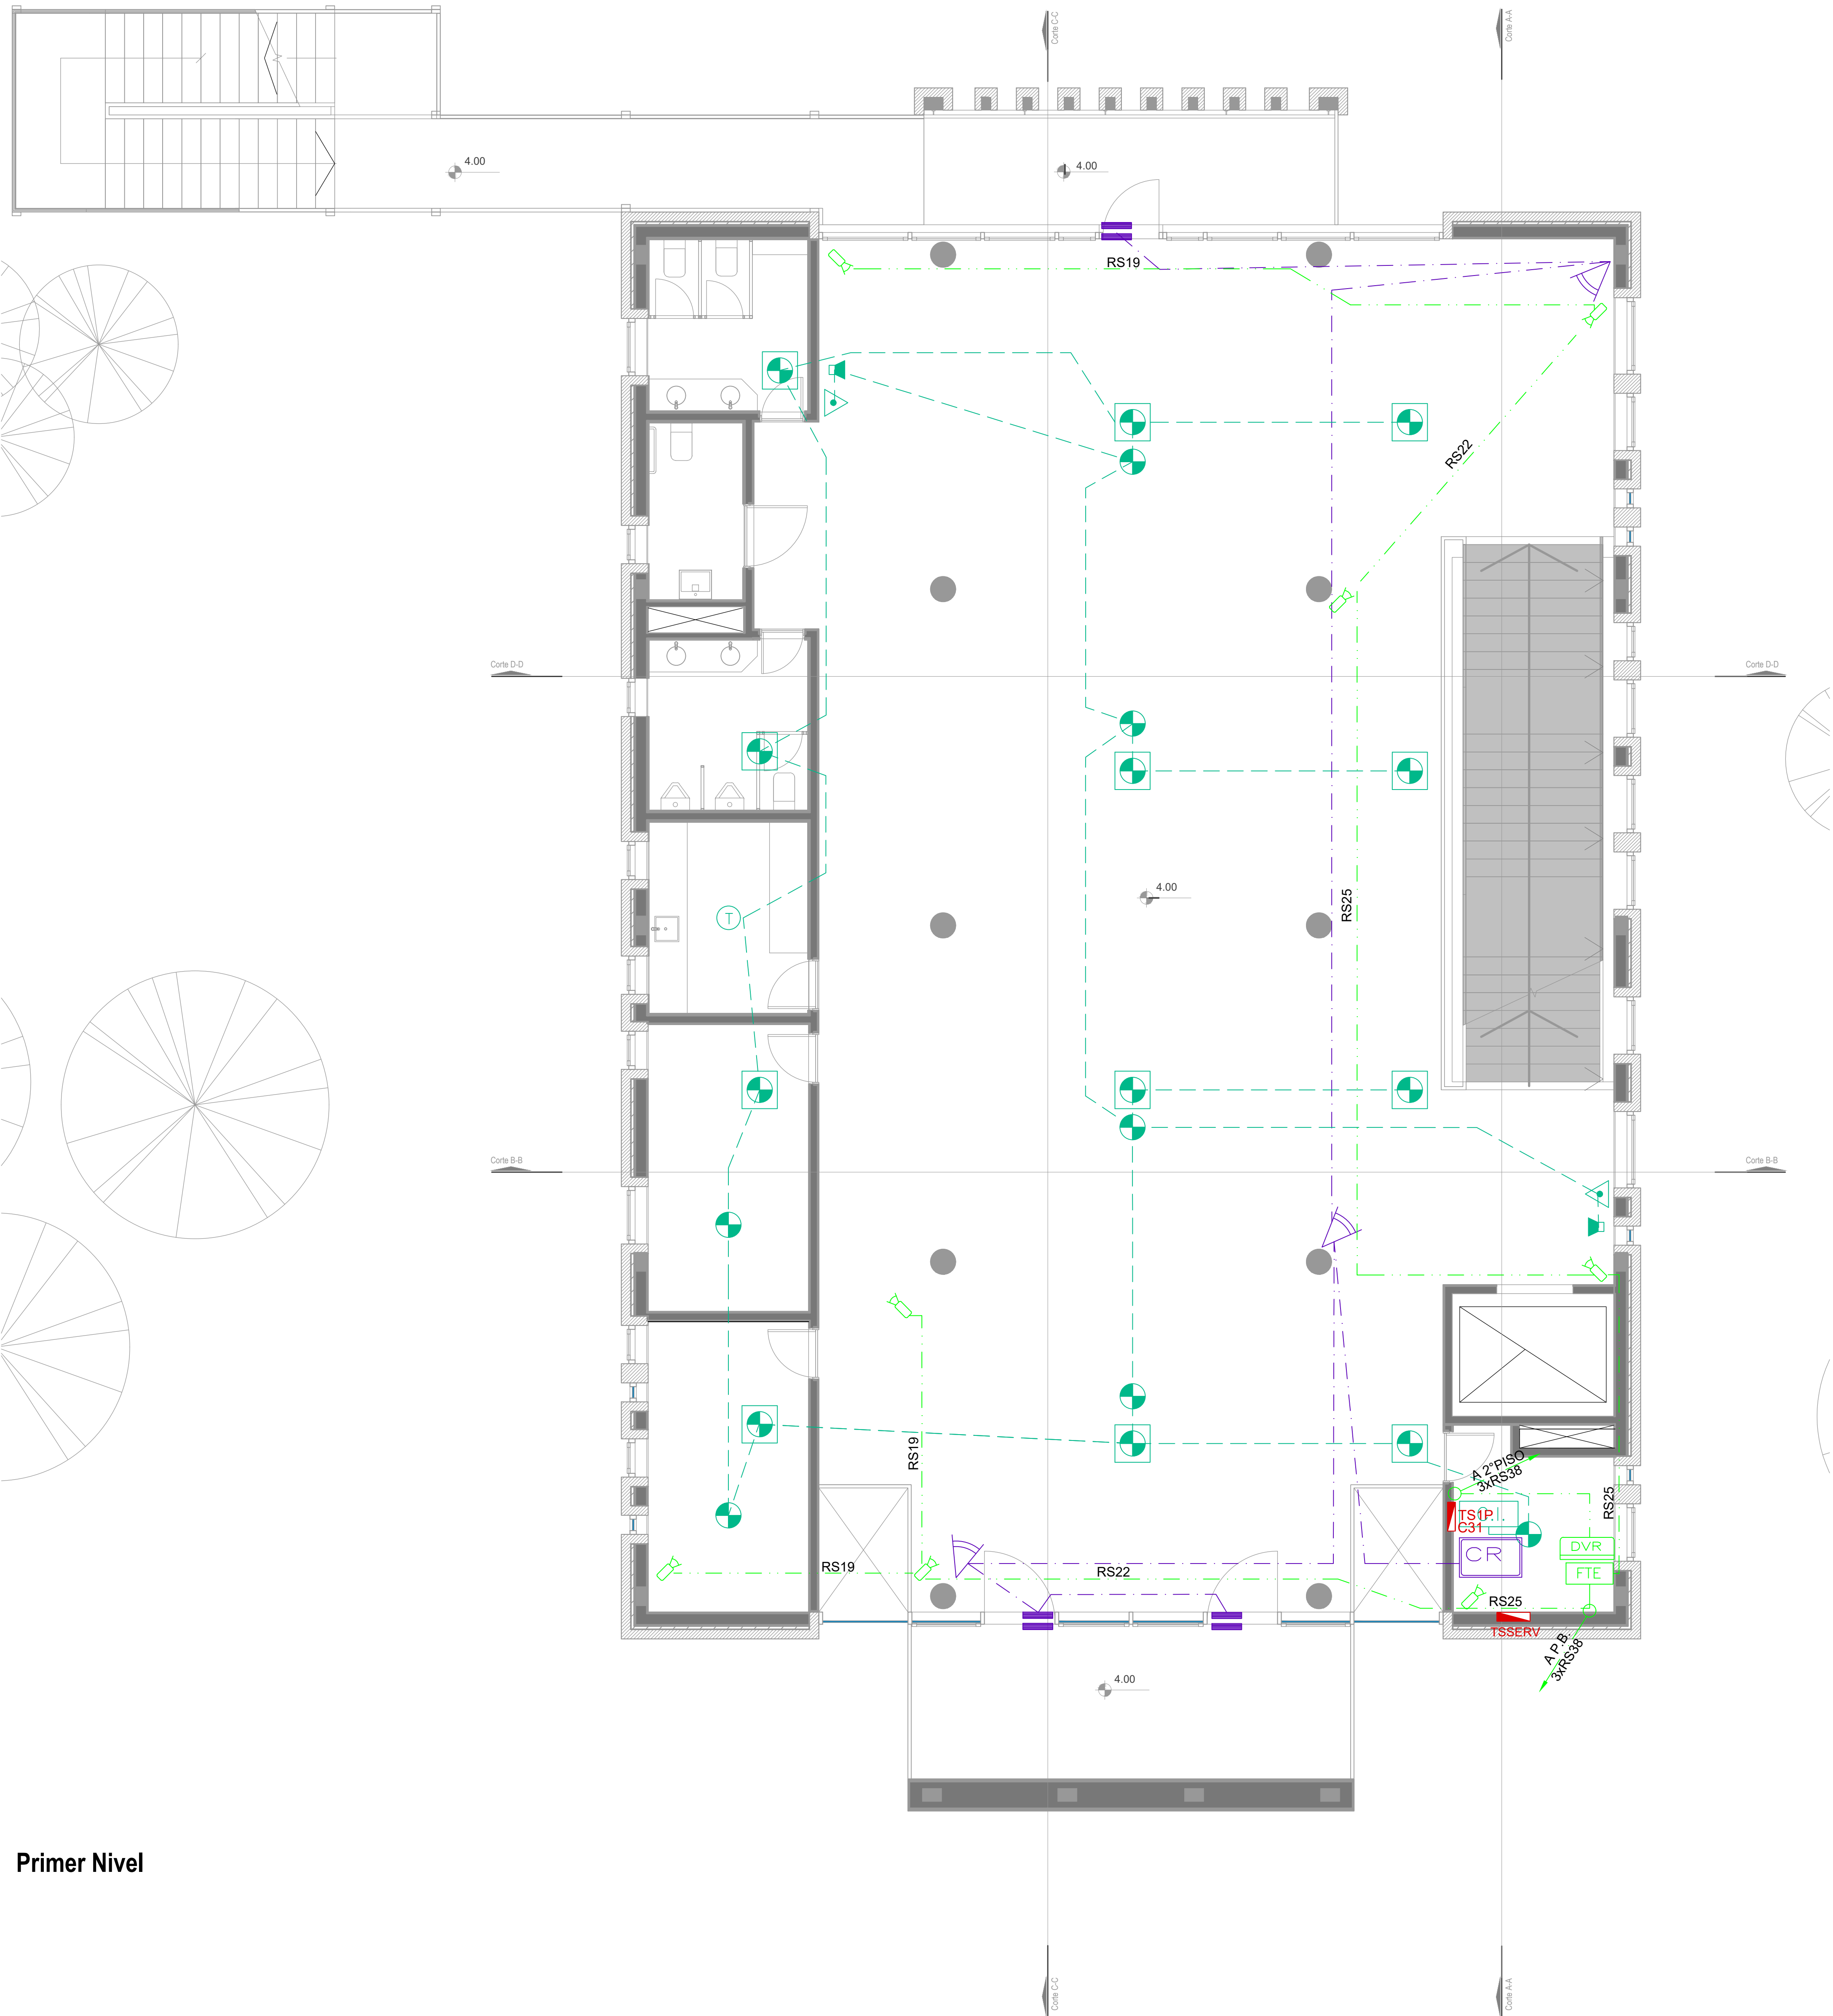 Corte C-C
Corte A-A
4.00
4.00
RS19
RS22
Corte D-D
Corte D-D
4.00
RS25
T
Corte B-B
Corte B-B
RS19
A 2°PISO
3xRS38
RS25
TS1P
C31
DVR
CR
FTE
RS19
RS22
RS25
TSSERV
A P.B.
3xRS38
4.00
Primer Nivel
Corte C-C
Corte A-A